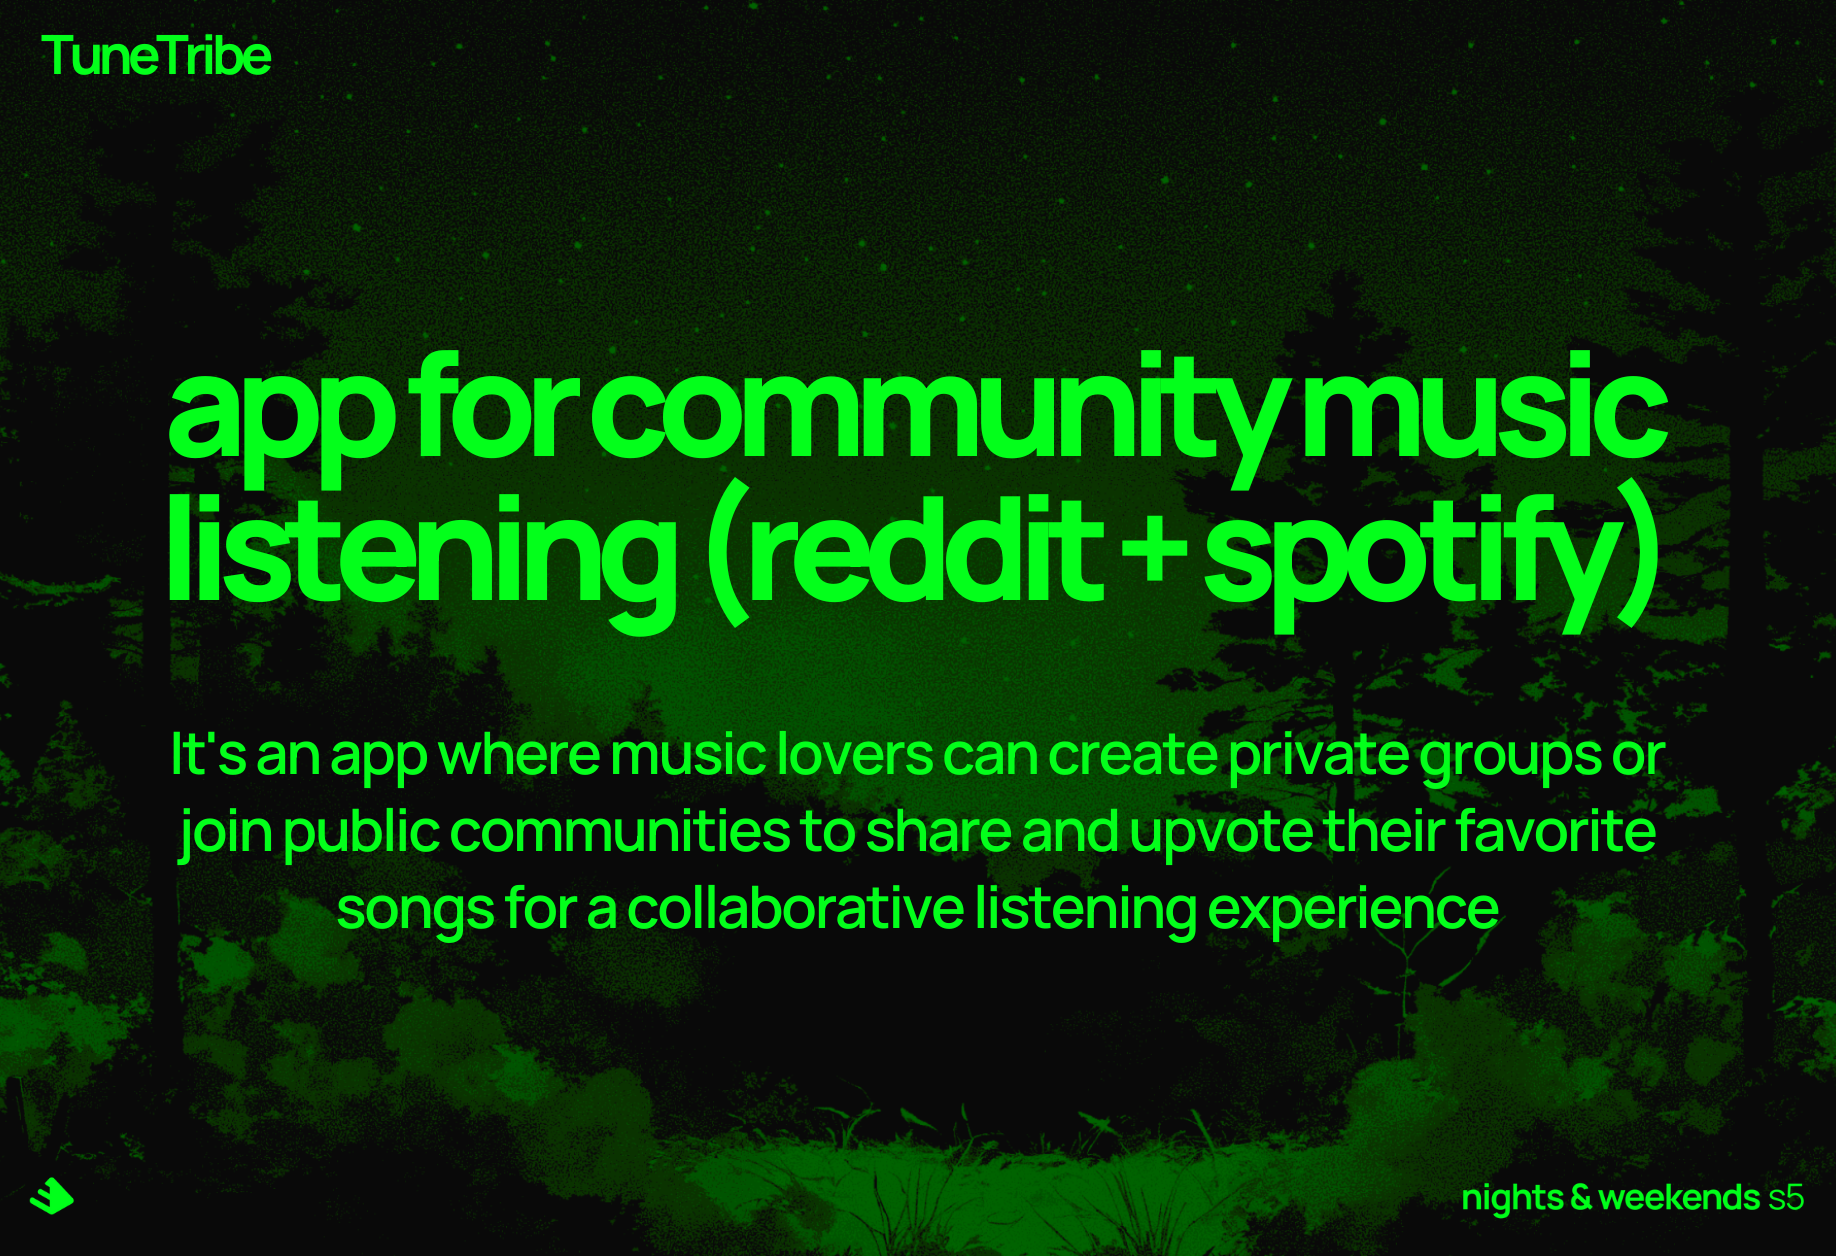 TuneTribe
app for community music
listening (reddit + spotify)
It's an app where music lovers can create private groups or
join public communities to share and upvote their favorite
songs for a collaborative listening experience
nights & weekends s5